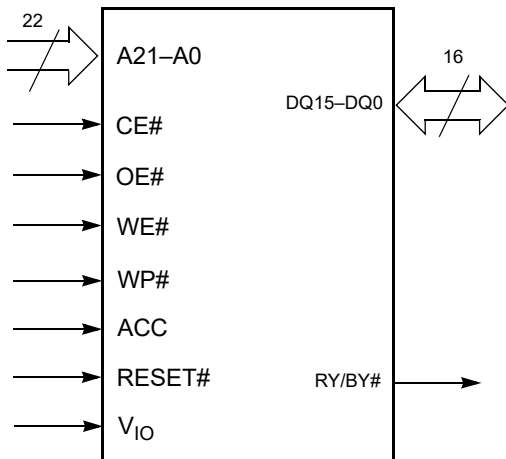 22
A21–A0
16
DQ15–DQ0
CE#
OE#
WE#
WP#
ACC
RESET#
RY/BY#
VIO